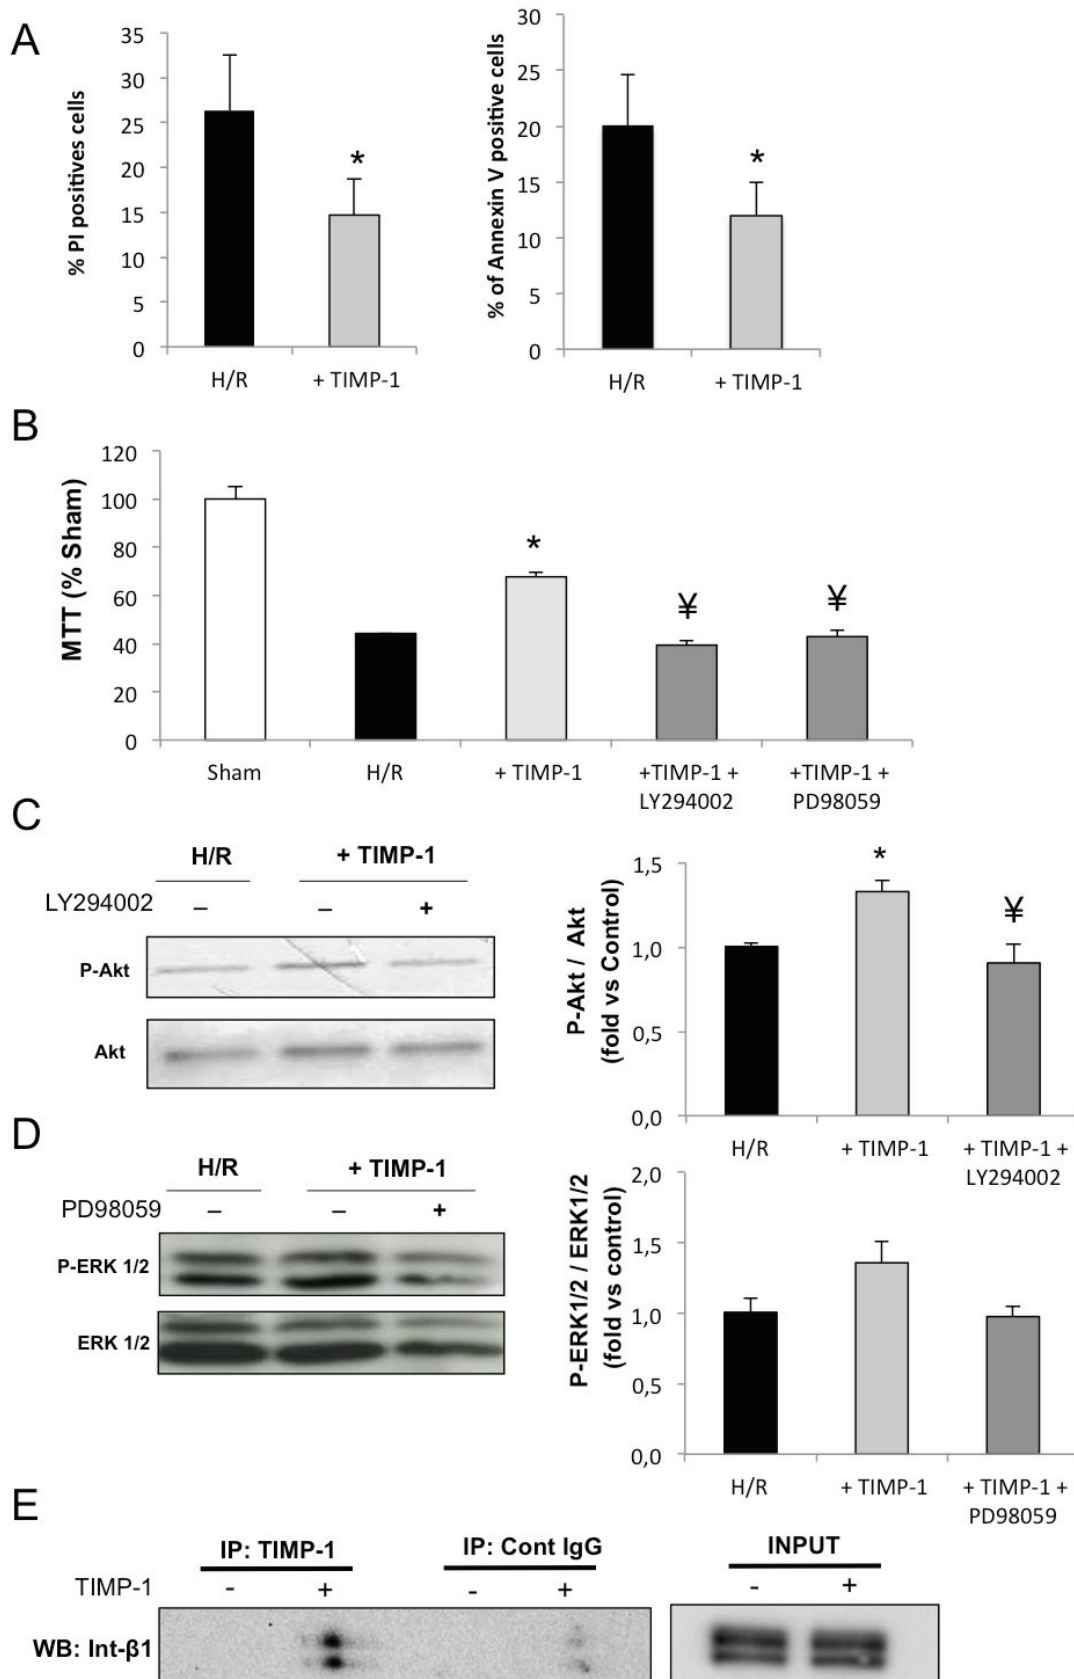 A
35
30
25
20
15
10
5
0
% PI positives cells
*
H/R
+ TIMP-1
30
25
20
15
10
5
0
% of Annexin V positive cells
*
H/R
+ TIMP-1
B
120
100
80
60
40
20
0
MTT (% Sham)
*
¥
¥
Sham
H/R
+ TIMP-1
+TIMP-1 +
LY294002
+TIMP-1 +
PD98059
C
H/R
+ TIMP-1
LY294002 – – +
P-Akt
Akt
1,5
1,0
0,5
0,0
P-Akt / Akt
(fold vs Control)
*
¥
H/R
+ TIMP-1
+ TIMP-1 +
LY294002
D
H/R
+ TIMP-1
PD98059 – – +
P-ERK 1/2
ERK 1/2
2,0
1,5
1,0
0,5
0,0
P-ERK1/2 / ERK1/2
(fold vs control)
H/R
+ TIMP-1
+ TIMP-1 +
PD98059
E
IP: TIMP-1
IP: Cont IgG
INPUT
TIMP-1 - + - + - +
WB: Int-β1